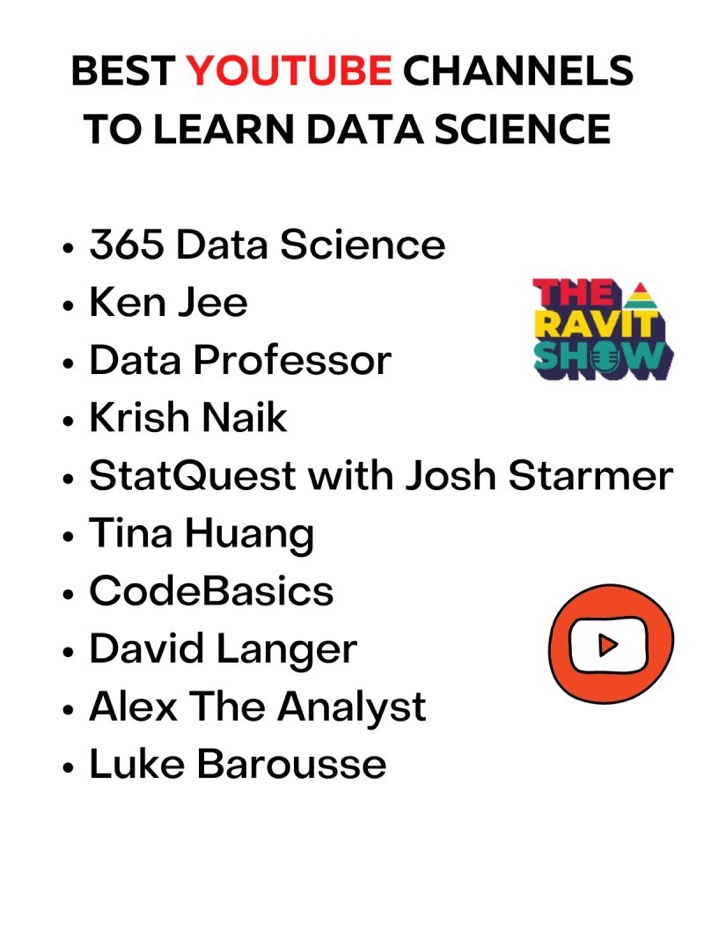 BEST YOUTUBE CHANNELS
TO LEARN DATA SCIENCE
• 365 Data Science
• Ken Jee
• Data Professor
• Krish Naik
• StatQuest with Josh Starmer
• Tina Huang
• CodeBasics
• David Langer
• Alex The Analyst
• Luke Barousse
THE
RAVIT
SHOW